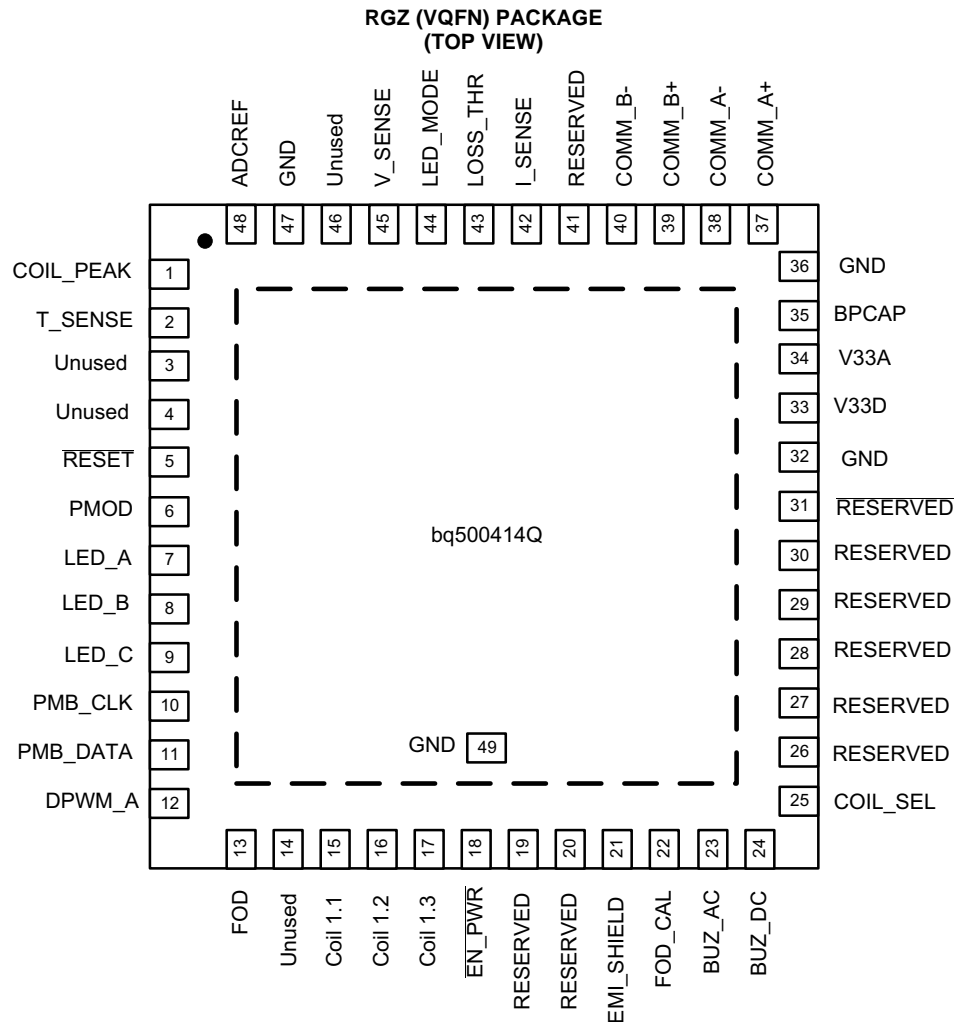 RGZ (VQFN) PACKAGE
(TOP VIEW)
ADCREF
GND
Unused
V_SENSE
LED_MODE
LOSS_THR
I_SENSE
RESERVED
COMM_B-
COMM_B+
COMM_A-
COMM_A+
48
47
46
45
44
43
42
41
40
39
38
37
COIL_PEAK 1
T_SENSE 2
Unused 3
Unused 4
RESET 5
PMOD 6
LED_A 7
LED_B 8
LED_C 9
PMB_CLK 10
PMB_DATA 11
DPWM_A 12
bq500414Q
GND 49
36 GND
35 BPCAP
34 V33A
33 V33D
32 GND
31 RESERVED
30 RESERVED
29 RESERVED
28 RESERVED
27 RESERVED
26 RESERVED
25 COIL_SEL
13
14
15
16
17
18
19
20
21
22
23
24
FOD
Unused
Coil 1.1
Coil 1.2
Coil 1.3
EN_PWR
RESERVED
RESERVED
EMI_SHIELD
FOD_CAL
BUZ_AC
BUZ_DC